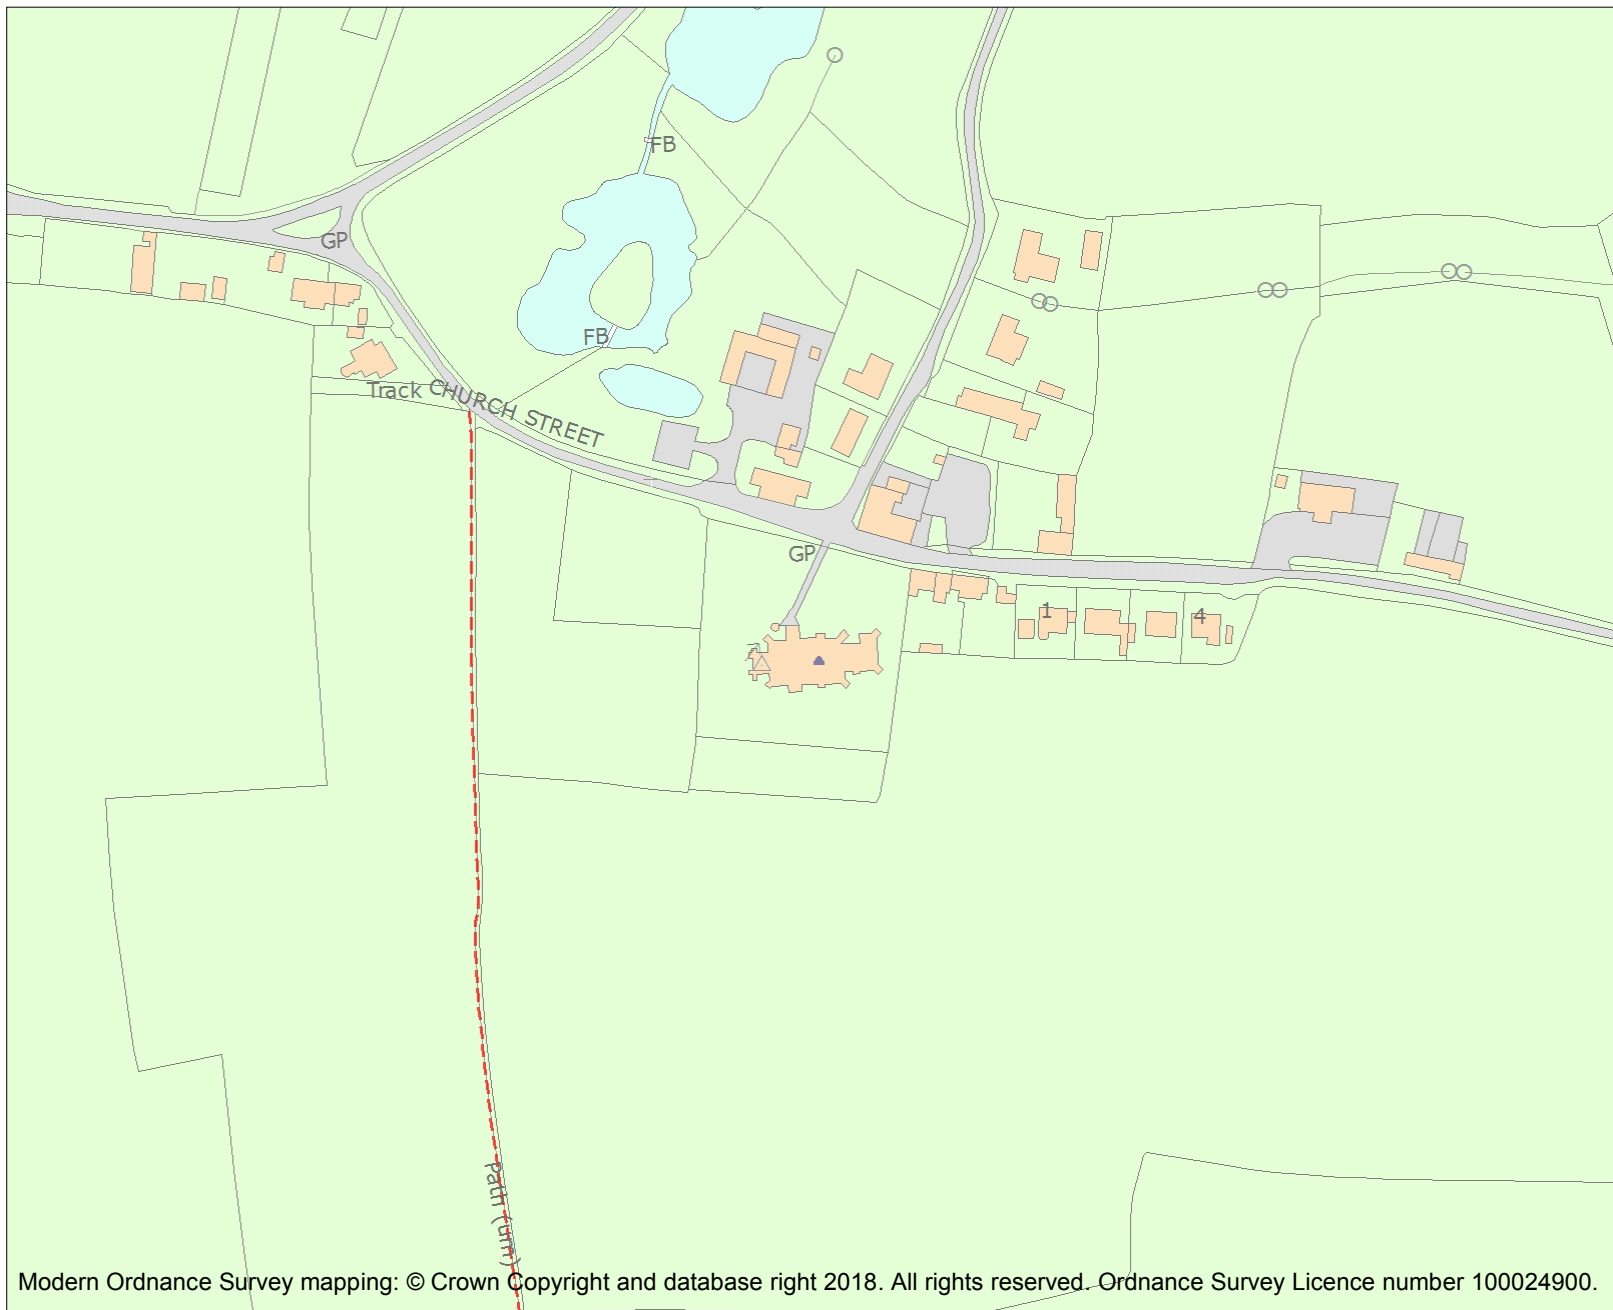 FB
GP
FB
Track
CHURCH STREET
GP
1
4
Path (um)
Modern Ordnance Survey mapping: © Crown Copyright and database right 2018. All rights reserved. Ordnance Survey Licence number 100024900.